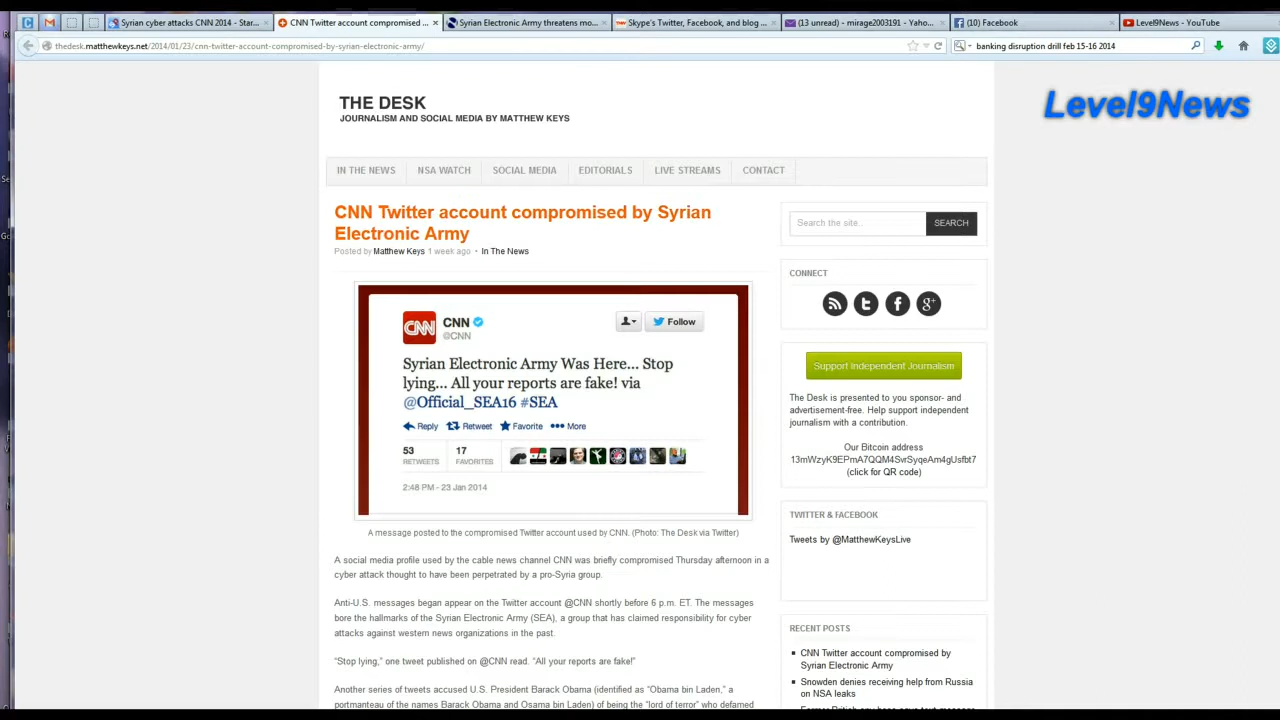 Syrian cyber attacks CNN 2014 - Star...
CNN Twitter account compromised ...
Syrian Electronic Army threatens mo...
Skype's Twitter, Facebook, and blog ...
(13 unread) - mirage2003191 - Yaho...
(10) Facebook
Level9News - YouTube
thedesk.matthewkeys.net/2014/01/23/cnn-twitter-account-compromised-by-syrian-electronic-army/
banking disruption drill feb 15-16 2014
Level9News
THE DESK
JOURNALISM AND SOCIAL MEDIA BY MATTHEW KEYS
IN THE NEWS
NSA WATCH
SOCIAL MEDIA
EDITORIALS
LIVE STREAMS
CONTACT
CNN Twitter account compromised by Syrian
Electronic Army
Posted by Matthew Keys 1 week ago • In The News
CNN
CNN
@CNN
Follow
Syrian Electronic Army Was Here... Stop
lying... All your reports are fake! via
@Official_SEA16 #SEA
Reply Retweet Favorite More
53
RETWEETS
17
FAVORITES
2:48 PM - 23 Jan 2014
A message posted to the compromised Twitter account used by CNN. (Photo: The Desk via Twitter)
A social media profile used by the cable news channel CNN was briefly compromised Thursday afternoon in a
cyber attack thought to have been perpetrated by a pro-Syria group.
Anti-U.S. messages began appear on the Twitter account @CNN shortly before 6 p.m. ET. The messages
bore the hallmarks of the Syrian Electronic Army (SEA), a group that has claimed responsibility for cyber
attacks against western news organizations in the past.
“Stop lying,” one tweet published on @CNN read. “All your reports are fake!”
Another series of tweets accused U.S. President Barack Obama (identified as “Obama bin Laden,” a
portmanteau of the names Barack Obama and Osama bin Laden) of being the “lord of terror” who defamed
Search the site..
SEARCH
CONNECT
Support Independent Journalism
The Desk is presented to you sponsor- and
advertisement-free. Help support independent
journalism with a contribution.
Our Bitcoin address
13mWzyK9EPmA7QQM4SvrSyqeAm4gUsfbt7
(click for QR code)
TWITTER & FACEBOOK
Tweets by @MatthewKeysLive
RECENT POSTS
CNN Twitter account compromised by
Syrian Electronic Army
Snowden denies receiving help from Russia
on NSA leaks